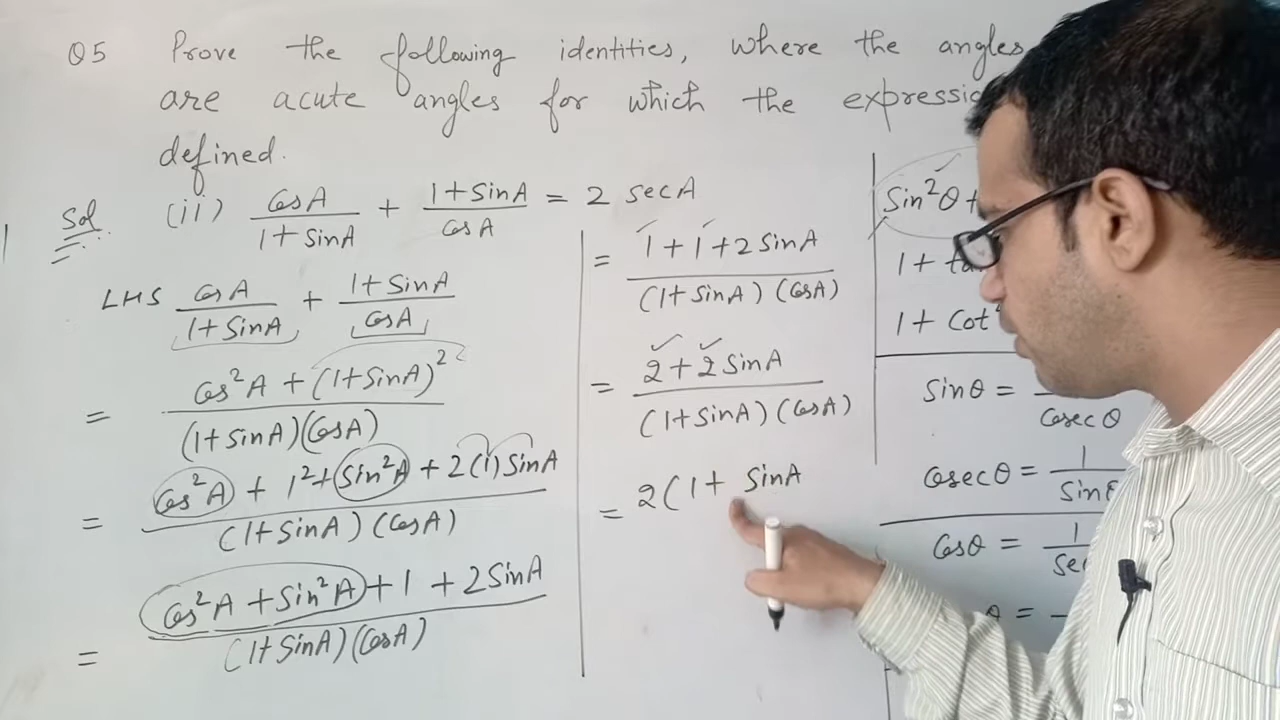 Q5 Prove the following identities, where the angles
are acute angles for which the
defined.
Sol (ii) cosA/(1+sinA) + (1+sinA)/cosA = 2 secA
LHS cosA/(1+sinA) + (1+sinA)/cosA
= (cos²A + (1+sinA)²)/((1+sinA)(cosA))
= (cos²A + 1² + sin²A + 2(1)sinA)/((1+sinA)(cosA))
= (cos²A + sin²A + 1 + 2sinA)/((1+sinA)(cosA))
= (1+1+2sinA)/((1+sinA)(cosA))
= (2+2sinA)/((1+sinA)(cosA))
= 2(1+ sinA
Sin²θ +
1 +
1 + Cot
Sinθ = /Cosecθ
Cosecθ = 1/Sin
Cosθ = 1/